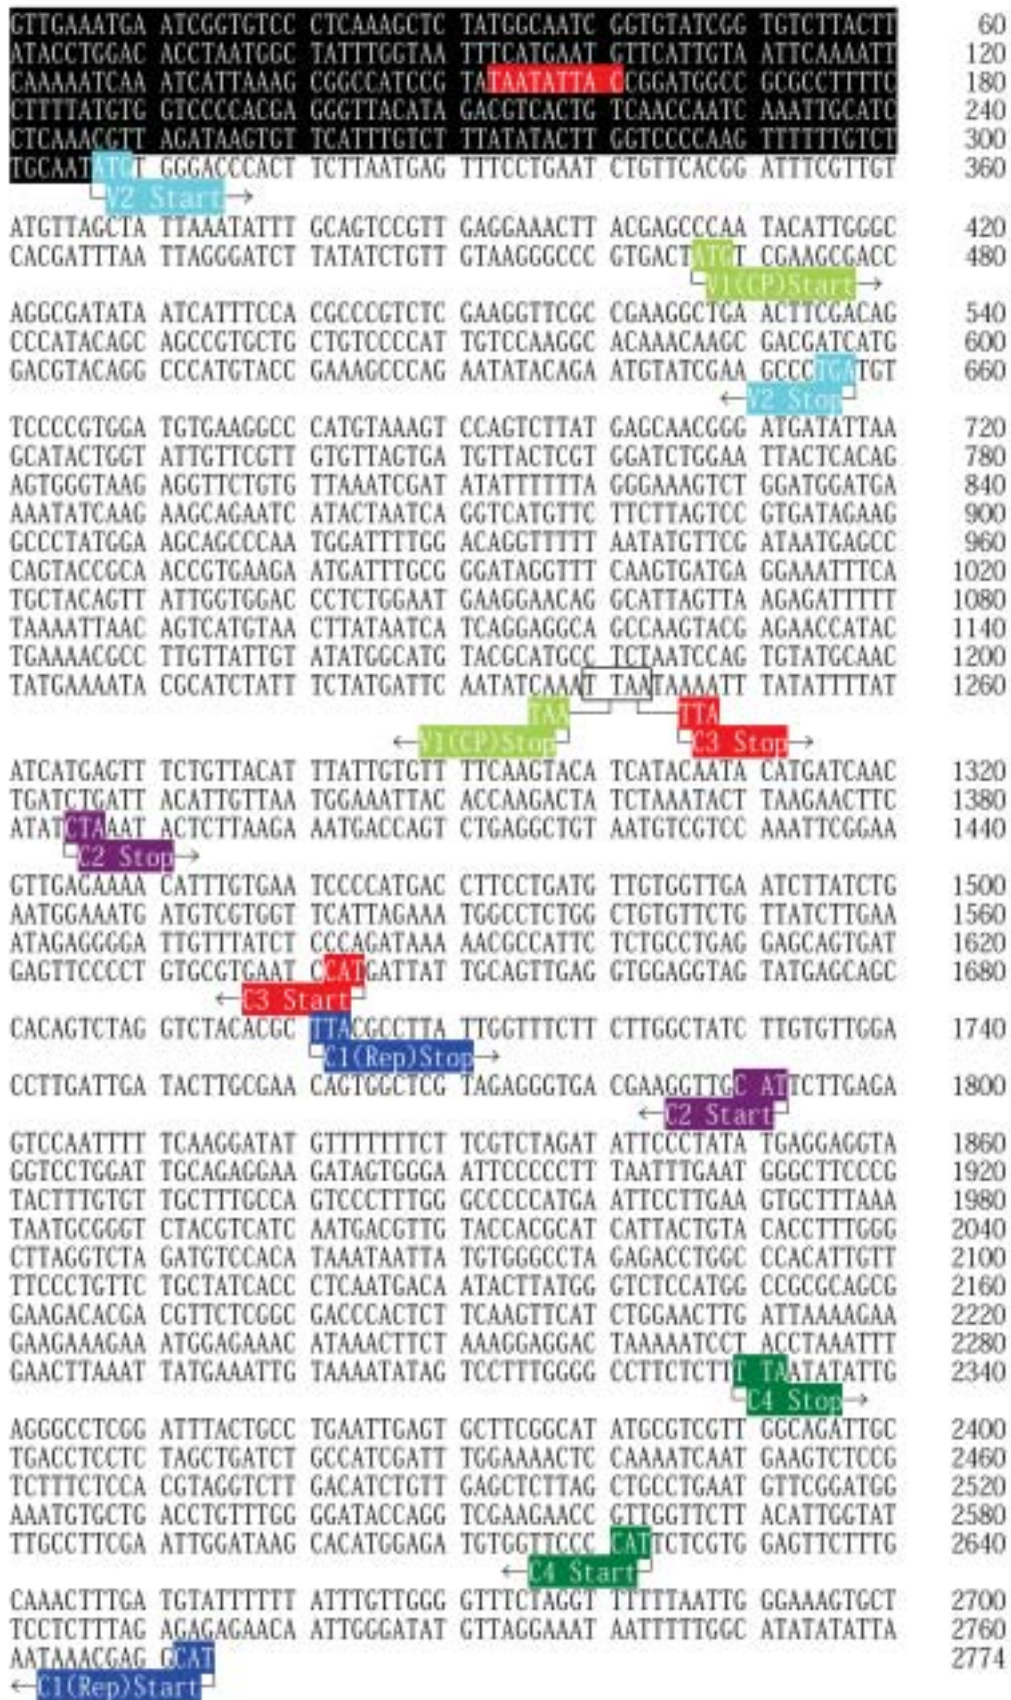 GTTGAAATGA ATCGGTGTCC CTCAAAGCTC TATGGCAATC GGTGTATCGG TGTCTTACTT 60
ATACCTGGAC ACCTAATGTC TATTTGGTAA TTTCATGAAT GTTCATTGTA ATTCAAAATT 120
CAAAAATCAA ATCATTAAAC CGGCCATCCG TATAATATTA CCGGATGGCC GCGCCTTTTC 180
CTTTTATGTG GTCCCCACGA GGGTTACATA GACGTCACTG TCAACCAATC AAATTGCATC 240
CTCAAACGTT AGATAAGTGT TCATTTGTCT TTATATACTT GGTCCCCAAG TTTTTTGTCT 300
TGCAATATGT GGGACCCACT TCTTAATGAG TTTCCTGAAT CTGTTCACGG ATTTCGTTGT 360
V2 Start
ATGTTAGCTA TTAAATATTT GCAGTCCGTT GAGGAAACTT ACGAGCCCAA TACATTGGGC 420
CACGATTTAA TTAGGGATCT TATATCTGTT GTAAGGGCCC GTGACTATGT CGAAGCGACC 480
V1(CP)Start
AGGCGATATA ATCATTTCCA CGCCCGTCTC GAAGGTTCGC CGAAGGCTGA ACTTCGACAG 540
CCCATACAGC AGCCGTGCTG CTGTCCCCAT TGTCCAAGGC ACAAACAAGC GACGATCATG 600
GACGTACAGG CCCATGTACC GAAAGCCCAG AATATACAGA ATGTATCGAA GCCCTGATGT 660
V2 Stop
TCCCCGTGGA TGTGAAGGCC CATGTAAAGT CCAGTCTTAT GAGCAACGGG ATGATATTAA 720
GCATACTGGT ATTGTTCGTT GTGTTAGTGA TGTTACTCGT GGATCTGGAA TTACTCACAG 780
AGTGGGTAAG AGGTTCTGTG TTAAATCGAT ATATTTTTTA GGGAAAGTCT GGATGGATGA 840
AAATATCAAG AAGCAGAATC ATACTAATCA GGTCATGTTC TTCTTAGTCC GTGATAGAAG 900
GCCCTATGGA AGCAGCCCAA TGGATTTTGG ACAGGTTTTT AATATGTTCG ATAATGAGCC 960
CAGTACCGCA ACCGTGAAGA ATGATTTGCG GGATAGGTTT CAAGTGATGA GGAAATTTCA 1020
TGCTACAGTT ATTGGTGGAC CCTCTGGAAT GAAGGAACAG GCATTAGTTA AGAGATTTTT 1080
TAAAATTAAC AGTCATGTAA CTTATAATCA TCAGGAGGCA GCCAAGTACG AGAACCATAC 1140
TGAAAACGCC TTGTTATTGT ATATGGCATG TACGCATGCC TCTAATCCAG TGTATGCAAC 1200
TATGAAAATA CGCATCTATT TCTATGATTC AATATCAAAT TAATAAAATT TATATTTTAT 1260
TAA TTA
V1(CP)Stop C3 Stop
ATCATGAGTT TCTGTTACAT TTATTGTGTT TTCAAGTACA TCATACAATA CATGATCAAC 1320
TGATCTGATT ACATTGTTAA TGGAAATTAC ACCAAGACTA TCTAAATACT TAAGAACTTC 1380
ATATCTAAAT ACTCTTAAGA AATGACCAGT CTGAGGCTGT AATGTCGTCC AAATTCGGAA 1440
C2 Stop
GTTGAGAAAA CATTTGTGAA TCCCCATGAC CTTCCTGATG TTGTGGTTGA ATCTTATCTG 1500
AATGGAAATG ATGTCGTGGT TCATTAGAAA TGGCCTCTGG CTGTGTTCTG TTATCTTGAA 1560
ATAGAGGGGA TTGTTTATCT CCCAGATAAA AACGCCATTC TCTGCCTGAG GAGCAGTGAT 1620
GAGTTCCCCT GTGCGTGAAT CCATGATTAT TGCAGTTGAG GTGGAGGTAG TATGAGCAGC 1680
C3 Start
CACAGTCTAG GTCTACACGC TTACGCCTTA TTGGTTTCTT CTTGGCTATC TTGTGTTGGA 1740
C1(Rep)Stop
CCTTGATTGA TACTTGCGAA CAGTGGCTCG TAGAGGGTGA CGAAGGTTGC ATTCTTGAGA 1800
C2 Start
GTCCAATTTT TCAAGGATAT GTTTTTTTCT TCGTCTAGAT ATTCCCTATA TGAGGAGGTA 1860
GGTCCTGGAT TGCAGAGGAA GATAGTGGGA ATTCCCCCTT TAATTTGAAT GGGCTTCCCG 1920
TACTTTGTGT TGCTTTGCCA GTCCCTTTGG GCCCCCATGA ATTCCTTGAA GTGCTTTAAA 1980
TAATGCGGGT CTACGTCATC AATGACGTTG TACCACGCAT CATTACTGTA CACCTTTGGG 2040
CTTAGGTCTA GATGTCCACA TAAATAATTA TGTGGGCCTA GAGACCTGGC CCACATTGTT 2100
TTCCCTGTTC TGCTATCACC CTCAATGACA ATACTTATGG GTCTCCATGG CCGCGCAGCG 2160
GAAGACACGA CGTTCTCGGC GACCCACTCT TCAAGTTCAT CTGGAACTTG ATTAAAAGAA 2220
GAAGAAAGAA ATGGAGAAAC ATAAACTTCT AAAGGAGGAC TAAAAATCCT ACCTAAATTT 2280
GAACTTAAAT TATGAAATTG TAAAATATAG TCCTTTGGGG CCTTCTCTTT TAATATATTG 2340
C4 Stop
AGGGCCTCGG ATTTACTGCC TGAATTGAGT GCTTCGGCAT ATGCGTCGTT GGCAGATTGC 2400
TGACCTCCTC TAGCTGATCT GCCATCGATT TGGAAAACTC CAAAATCAAT GAAGTCTCCG 2460
TCTTTCTCCA CGTAGGTCTT GACATCTGTT GAGCTCTTAG CTGCCTGAAT GTTCGGATGG 2520
AAATGTGCTG ACCTGTTTGG GGATACCAGG TCGAAGAACC GTTGGTTCTT ACATTGGTAT 2580
TTGCCTTCGA ATTGGATAAG CACATGGAGA TGTGGTTCCC CATTCTCGTG GAGTTCTTTG 2640
C4 Start
CAAACTTTGA TGTATTTTTT ATTTGTTGGG GTTTCTAGGT TTTTTAATTG GGAAAGTGCT 2700
TCCTCTTTAG AGAGAGAACA ATTGGGATAT GTTAGGAAAT AATTTTTGGC ATATATATTA 2760
AATAAACGAG GCAT 2774
C1(Rep)Start